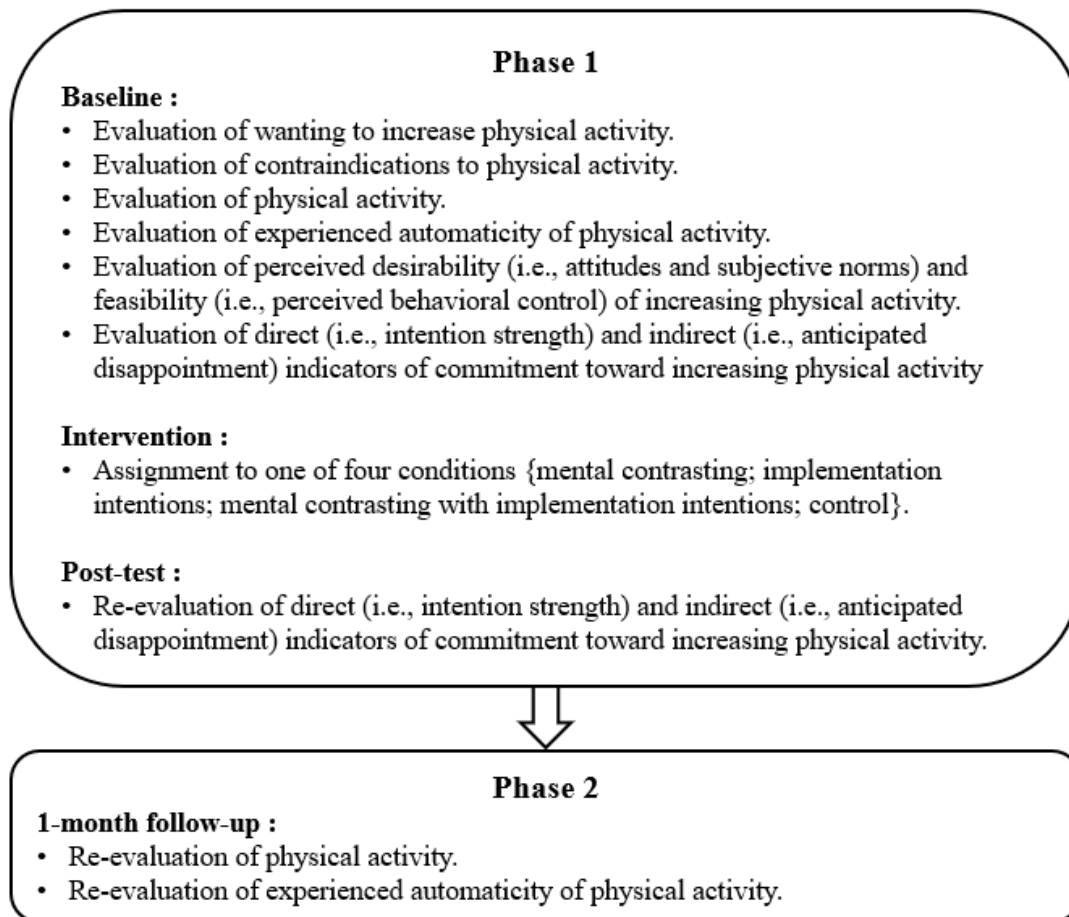 Phase 1
Baseline :
• Evaluation of wanting to increase physical activity.
• Evaluation of contraindications to physical activity.
• Evaluation of physical activity.
• Evaluation of experienced automaticity of physical activity.
• Evaluation of perceived desirability (i.e., attitudes and subjective norms) and
feasibility (i.e., perceived behavioral control) of increasing physical activity.
• Evaluation of direct (i.e., intention strength) and indirect (i.e., anticipated
disappointment) indicators of commitment toward increasing physical activity
Intervention :
• Assignment to one of four conditions {mental contrasting; implementation
intentions; mental contrasting with implementation intentions; control}.
Post-test :
• Re-evaluation of direct (i.e., intention strength) and indirect (i.e., anticipated
disappointment) indicators of commitment toward increasing physical activity.
Phase 2
1-month follow-up :
• Re-evaluation of physical activity.
• Re-evaluation of experienced automaticity of physical activity.